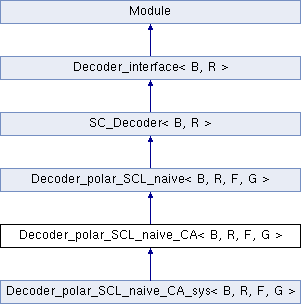 Module
Decoder_interface< B, R >
SC_Decoder< B, R >
Decoder_polar_SCL_naive< B, R, F, G >
Decoder_polar_SCL_naive_CA< B, R, F, G >
Decoder_polar_SCL_naive_CA_sys< B, R, F, G >